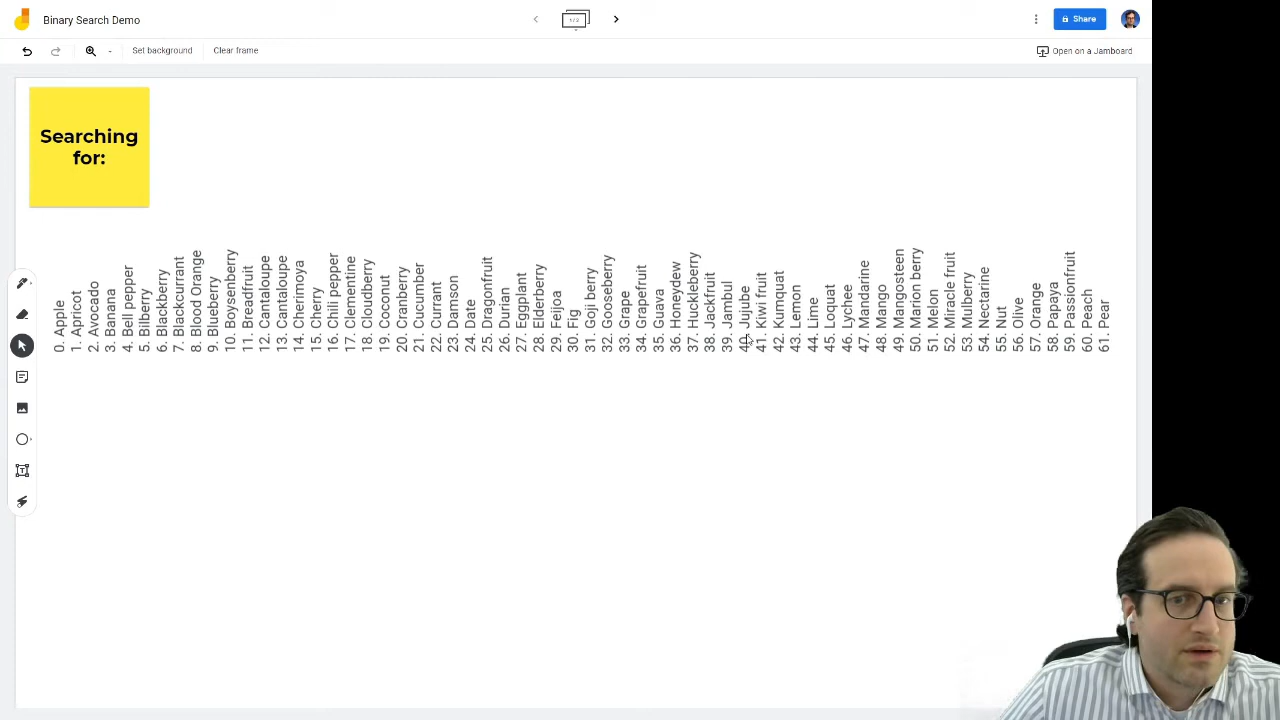 Binary Search Demo
1 / 2
Share
Set background
Clear frame
Open on a Jamboard
Searching
for:
0. Apple
1. Apricot
2. Avocado
3. Banana
4. Bell pepper
5. Bilberry
6. Blackberry
7. Blackcurrant
8. Blood Orange
9. Blueberry
10. Boysenberry
11. Breadfruit
12. Cantaloupe
13. Cantaloupe
14. Cherimoya
15. Cherry
16. Chili pepper
17. Clementine
18. Cloudberry
19. Coconut
20. Cranberry
21. Cucumber
22. Currant
23. Damson
24. Date
25. Dragonfruit
26. Durian
27. Eggplant
28. Elderberry
29. Feijoa
30. Fig
31. Goji berry
32. Gooseberry
33. Grape
34. Grapefruit
35. Guava
36. Honeydew
37. Huckleberry
38. Jackfruit
39. Jambul
40. Jujube
41. Kiwi fruit
42. Kumquat
43. Lemon
44. Lime
45. Loquat
46. Lychee
47. Mandarine
48. Mango
49. Mangosteen
50. Marion berry
51. Melon
52. Miracle fruit
53. Mulberry
54. Nectarine
55. Nut
56. Olive
57. Orange
58. Papaya
59. Passionfruit
60. Peach
61. Pear